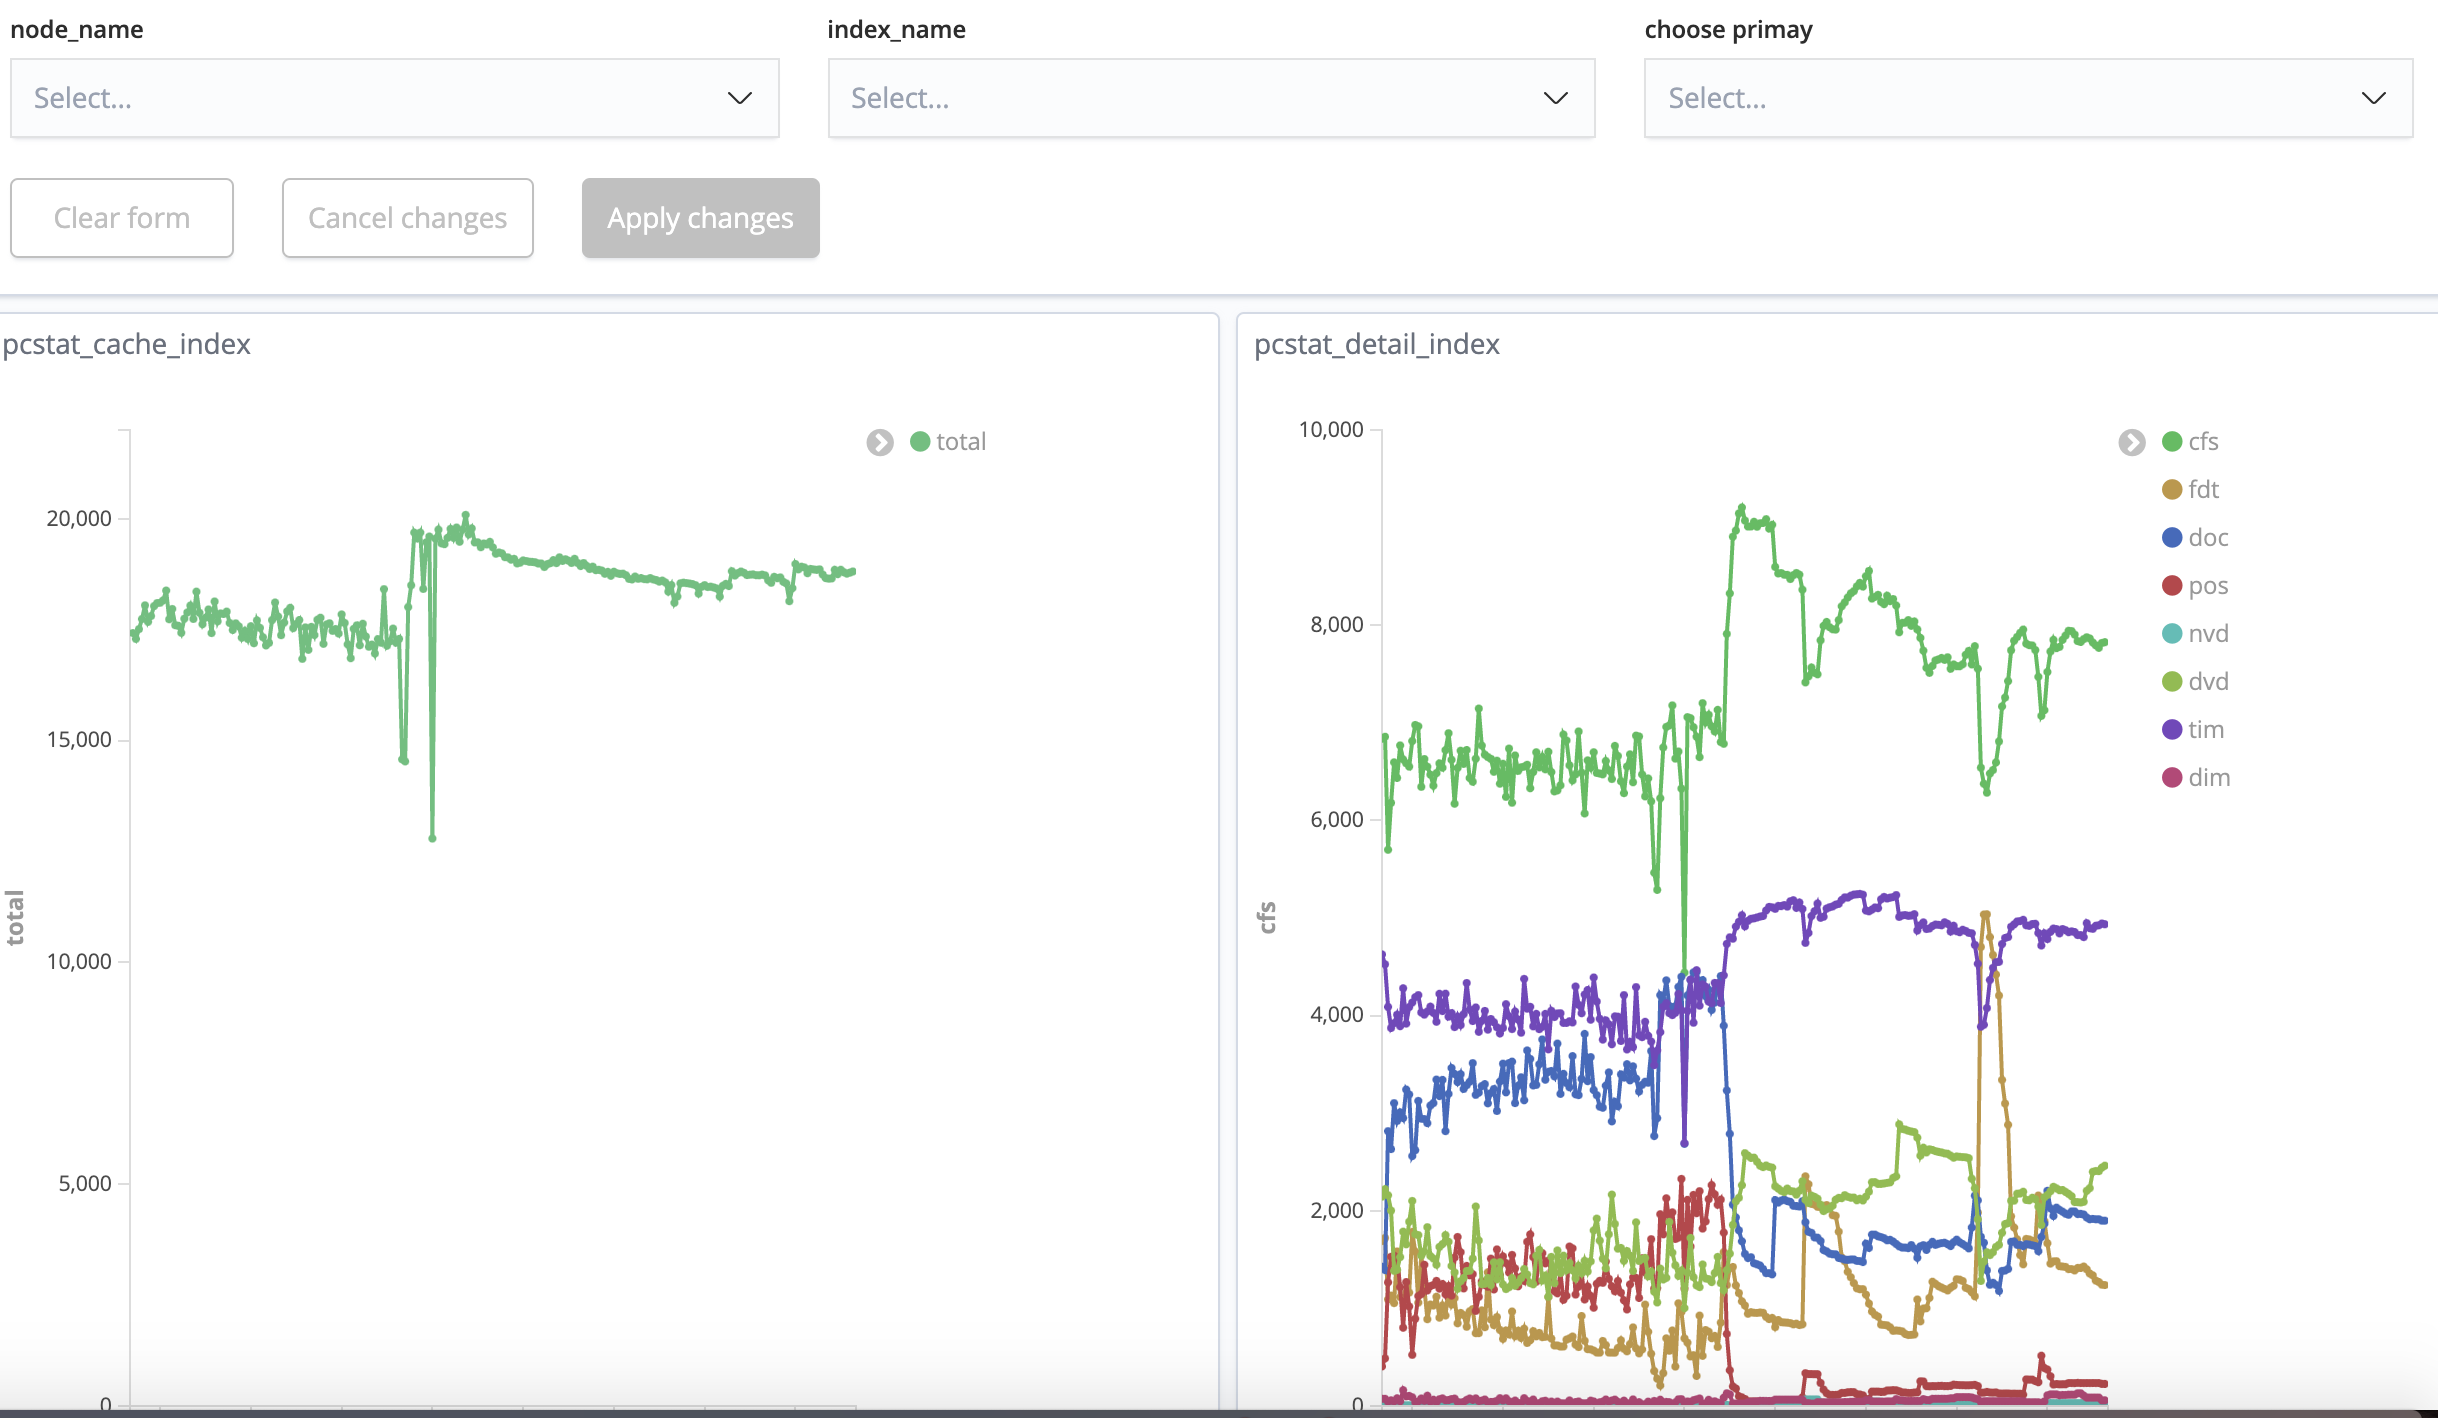 node_name
index_name
choose primay
Select...
Select...
Select...
Clear form
Cancel changes
Apply changes
pcstat_cache_index
total
20,000
15,000
10,000
5,000
0
total
pcstat_detail_index
10,000
8,000
6,000
4,000
2,000
0
cfs
cfs
fdt
doc
pos
nvd
dvd
tim
dim